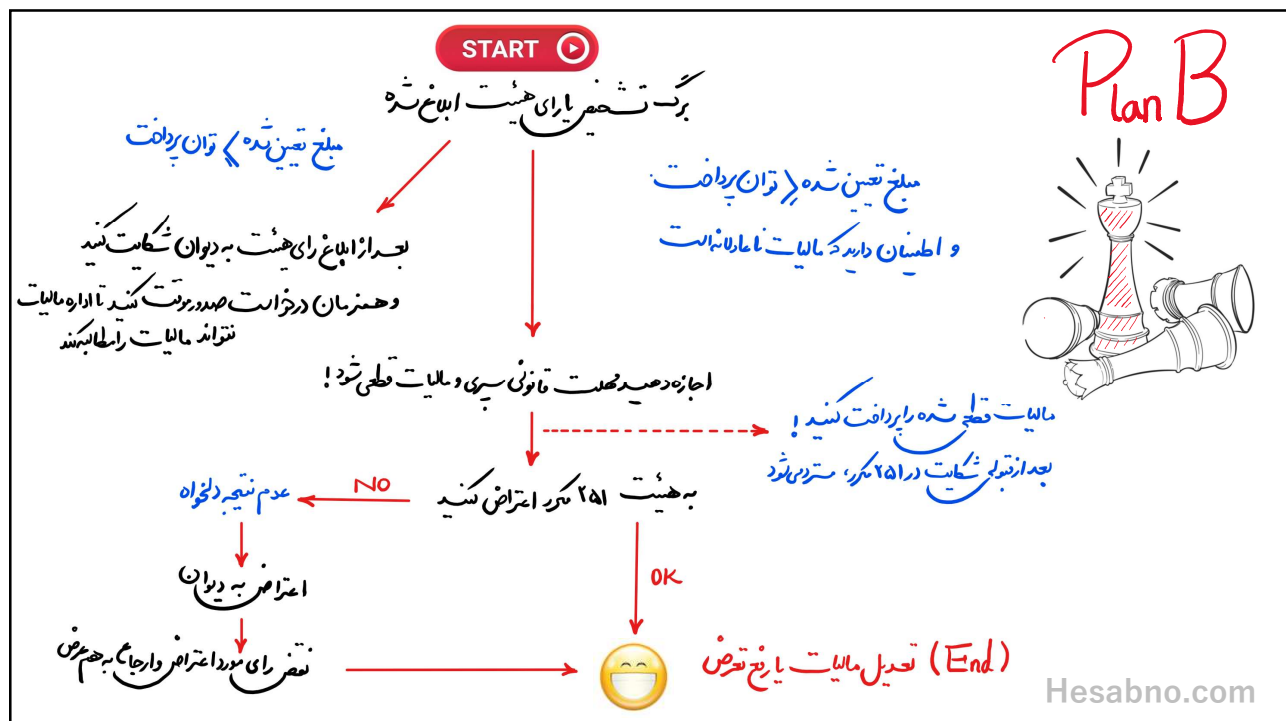 START
Plan B
برگ تشخیص یا رای هیئت ابلاغ شده
مبلغ تعیین شده > توان پرداخت
مبلغ تعیین شده < توان پرداخت
و اطمینان دارید که مالیات ناعادلانه است
بعد از ابلاغ رای هیئت به دیوان شکایت کنید
و همزمان درخواست صدور موقت کنید تا اداره مالیات
نتواند مالیات را مطالبه کند
اجازه دهید مهلت قانونی سپری و مالیات قطعی شود!
مالیات قطعی شده را پرداخت کنید!
بعد از قبولی شکایت در ۲۵۱ مکرر، مسترد می‌شود
به هیئت ۲۵۱ مکرر اعتراض کنید
NO
عدم نتیجه دلخواه
OK
اعتراض به دیوان
نقض رای مورد اعتراض و ارجاع به هم عرض
تعدیل مالیات یا رفع تعرض (End)
Hesabno.com